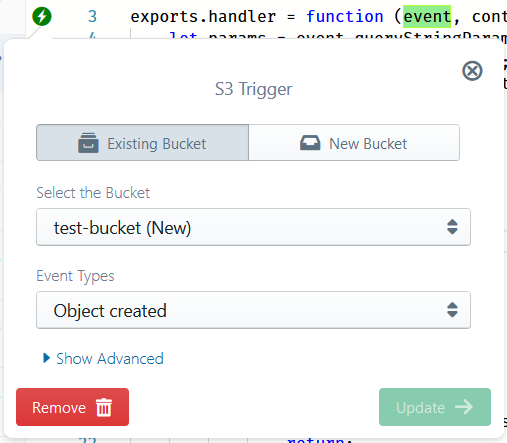 3 exports.handler = function (event, cont
let params = event.queryStringParam
S3 Trigger
Existing Bucket
New Bucket
Select the Bucket
test-bucket (New)
Event Types
Object created
Show Advanced
Remove
Update
return;